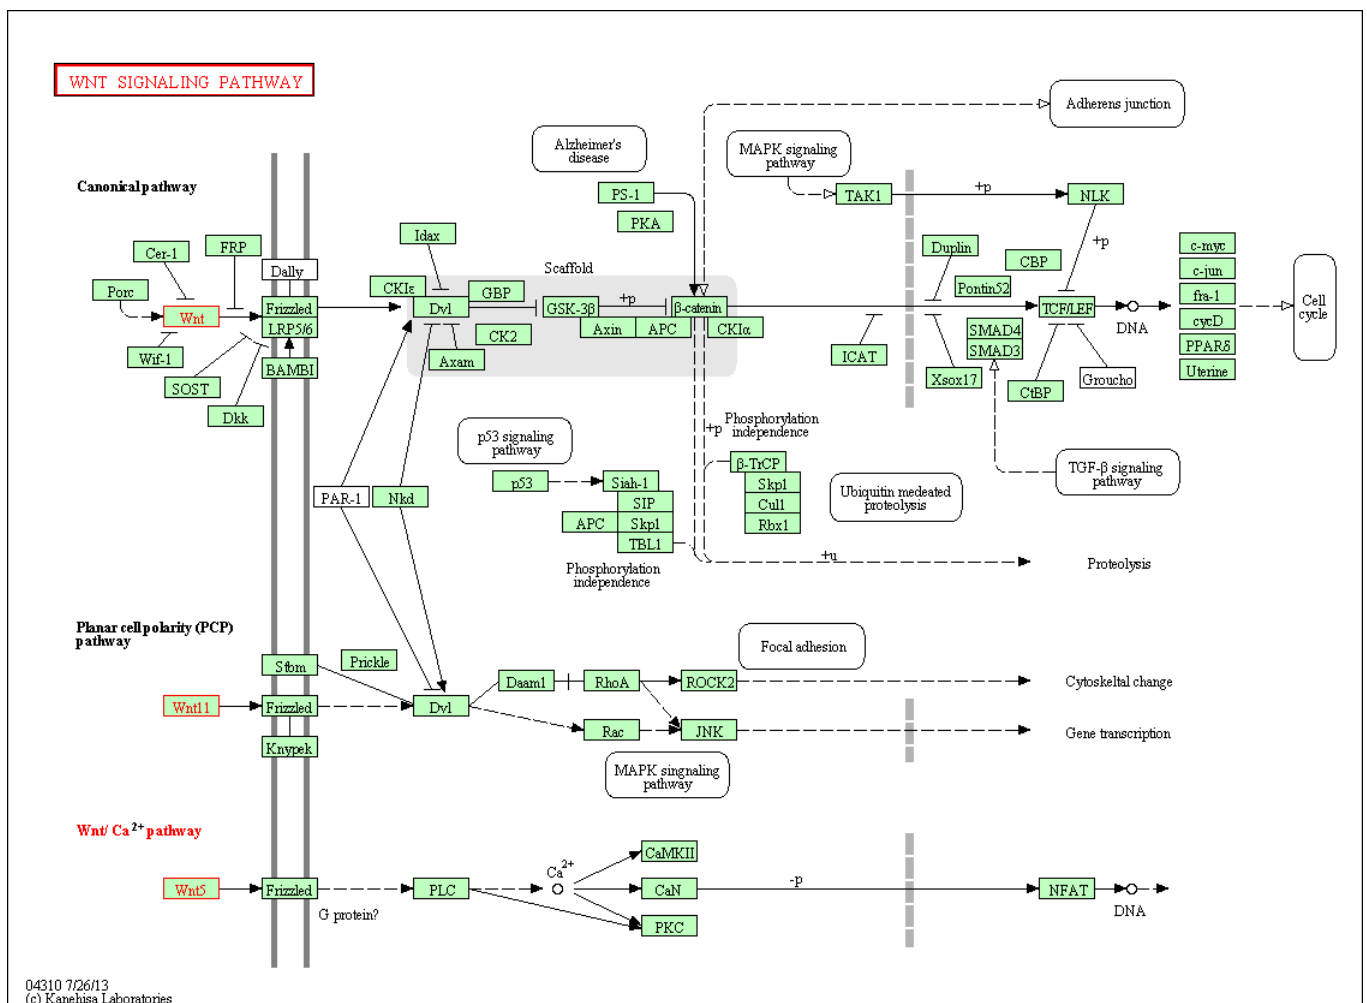 WNT SIGNALING PATHWAY
Adherens junction
Alzheimer's
disease
MAPK signaling
pathway
Canonical pathway
PS-1
TAK1
+p
NLK
PKA
Idax
FRP
Cer-1
Duplin
+p
c-myc
CBP
Scaffold
Dally
c-jun
Porc
CKIε
GBP
Pontin52
fra-1
Cell
cycle
Wnt
Frizzled
Dvl
GSK-3β
+p
β-catenin
TCF/LEF
DNA
cycD
LRP5/6
CK2
Axin
APC
CKIα
SMAD4
SMAD3
PPARδ
Wif-1
BAMBI
Axam
ICAT
Uterine
SOST
Xsox17
CtBP
Groucho
Dkk
Phosphorylation
independence
+p
p53 signaling
pathway
β-TrCP
Skp1
Cul1
Rbx1
TGF-β signaling
pathway
p53
Siah-1
SIP
APC
Skp1
TBL1
Ubiquitin medeated
proteolysis
PAR-1
Nkd
+u
Proteolysis
Phosphorylation
independence
Planar cell polarity (PCP)
pathway
Focal adhesion
Stbm
Prickle
Daam1
RhoA
ROCK2
Cytoskeltal change
Wnt11
Frizzled
Dvl
Rac
JNK
Gene transcription
Knypek
MAPK singnaling
pathway
Wnt/ Ca2+ pathway
CaMKII
Ca2+
Wnt5
Frizzled
PLC
CaN
-p
NFAT
DNA
G protein?
PKC
04310 7/26/13
(c) Kanehisa Laboratories